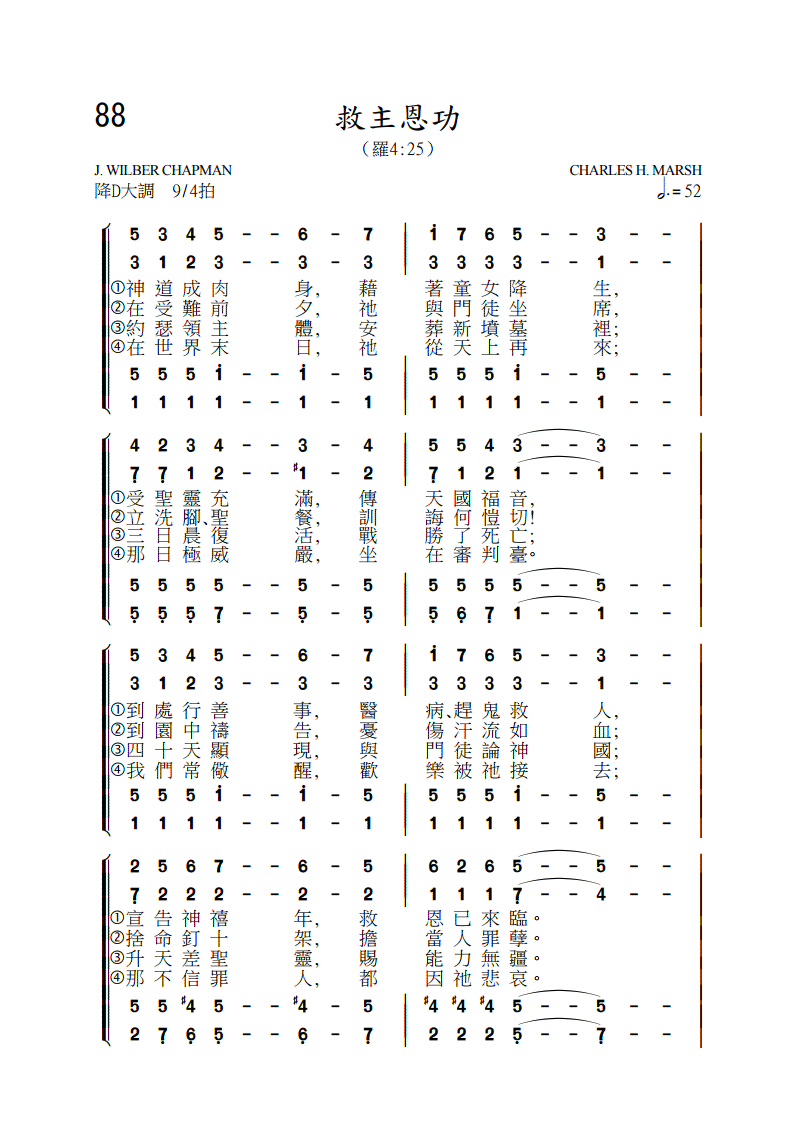 88
救主恩功
（羅4:25）
J. WILBER CHAPMAN
CHARLES H. MARSH
降D大調 9/4拍
𝅗𝅥. = 52
5 3 4 5 - - 6 - 7 | i̇ 7 6 5 - - 3 - -
3 1 2 3 - - 3 - 3 | 3 3 3 3 - - 1 - -
①神道成肉身，藉著童女降生，
②在受難前夕，祂與門徒坐席，
③約瑟領主體，安葬新墳墓裡；
④在世界末日，祂從天上再來；
5 5 5 i̇ - - i̇ - 5 | 5 5 5 i̇ - - 5 - -
1 1 1 1 - - 1 - 1 | 1 1 1 1 - - 1 - -
4 2 3 4 - - 3 - 4 | 5 5 4 3 - - 3 - -
7̣ 7̣ 1 2 - - ♯1 - 2 | 7̣ 1 2 1 - - 1 - -
①受聖靈充滿，傳天國福音，
②立洗腳、聖餐，訓誨何愷切！
③三日晨復活，戰勝了死亡；
④那日極威嚴，坐在審判臺。
5 5 5 5 - - 5 - 5 | 5 5 5 5 - - 5 - -
5̣ 5̣ 5̣ 7̣ - - 5̣ - 5̣ | 5̣ 6̣ 7̣ 1 - - 1 - -
5 3 4 5 - - 6 - 7 | i̇ 7 6 5 - - 3 - -
3 1 2 3 - - 3 - 3 | 3 3 3 3 - - 1 - -
①到處行善事，醫病、趕鬼救人，
②到園中禱告，憂傷汗流如血；
③四十天顯現，與門徒論神國；
④我們常儆醒，歡樂被祂接去；
5 5 5 i̇ - - i̇ - 5 | 5 5 5 i̇ - - 5 - -
1 1 1 1 - - 1 - 1 | 1 1 1 1 - - 1 - -
2 5 6 7 - - 6 - 5 | 6 2 6 5 - - 5 - -
7̣ 2 2 2 - - 2 - 2 | 1 1 1 7̣ - - 4 - -
①宣告神禧年，救恩已來臨。
②捨命釘十架，擔當人罪孽。
③升天差聖靈，賜能力無疆。
④那不信罪人，都因祂悲哀。
5 5 ♯4 5 - - ♯4 - 5 | ♯4 ♯4 ♯4 5 - - 5 - -
2 7̣ 6̣ 5̣ - - 6̣ - 7̣ | 2 2 2 5̣ - - 7̣ - -